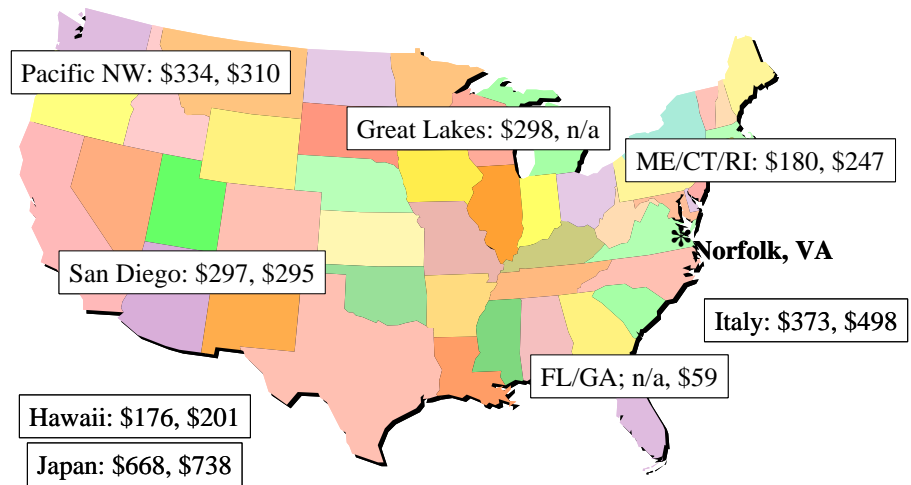 Pacific NW: $334, $310
Great Lakes: $298, n/a
ME/CT/RI: $180, $247
*Norfolk, VA
San Diego: $297, $295
Italy: $373, $498
FL/GA; n/a, $59
Hawaii: $176, $201
Japan: $668, $738